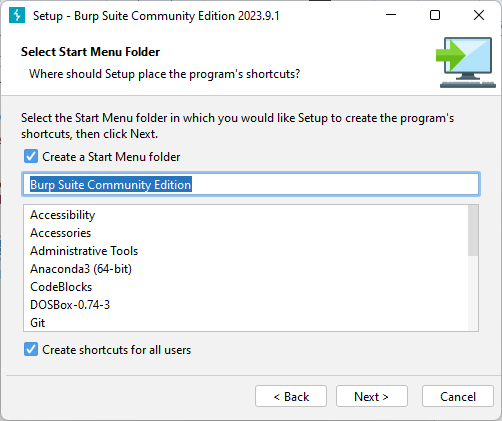 Setup - Burp Suite Community Edition 2023.9.1
Select Start Menu Folder
Where should Setup place the program's shortcuts?
Select the Start Menu folder in which you would like Setup to create the program's
shortcuts, then click Next.
Create a Start Menu folder
Burp Suite Community Edition
Accessibility
Accessories
Administrative Tools
Anaconda3 (64-bit)
CodeBlocks
DOSBox-0.74-3
Git
Create shortcuts for all users
< Back
Next >
Cancel